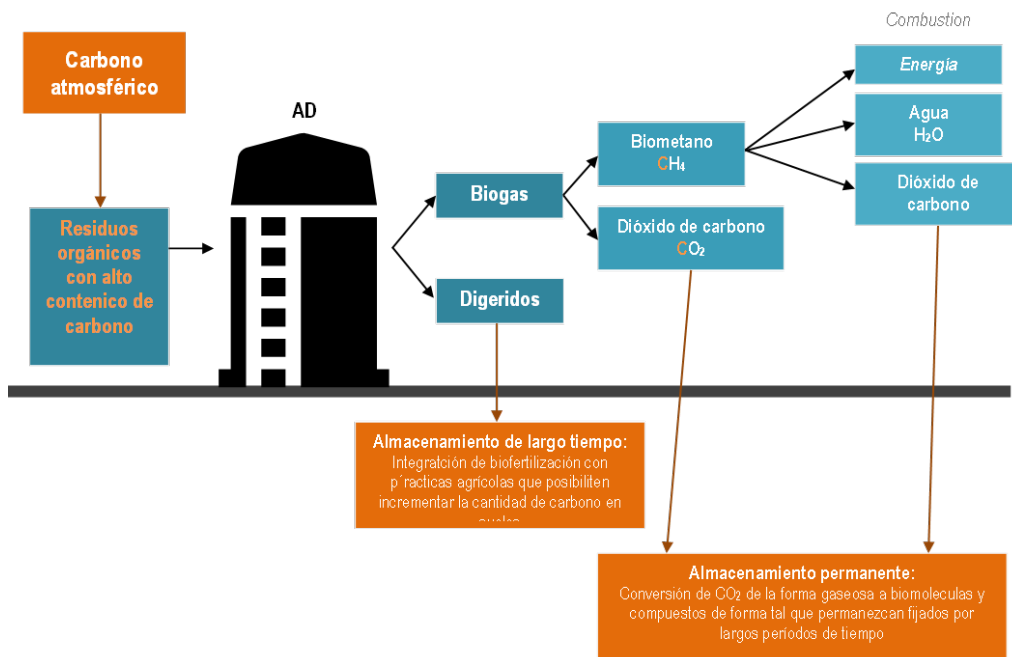 Combustion
Carbono
atmosférico
Energía
AD
Agua
H₂O
Biometano
CH₄
Biogas
Dióxido de
carbono
Residuos
orgánicos
con alto
contenico de
carbono
Dióxido de carbono
CO₂
Digeridos
Almacenamiento de largo tiempo:
Integratción de biofertilización con
p´racticas agrícolas que posibiliten
incrementar la cantidad de carbono en
Almacenamiento permanente:
Conversión de CO₂ de la forma gaseosa a biomoleculas y
compuestos de forma tal que permanezcan fijados por
largos períodos de tiempo